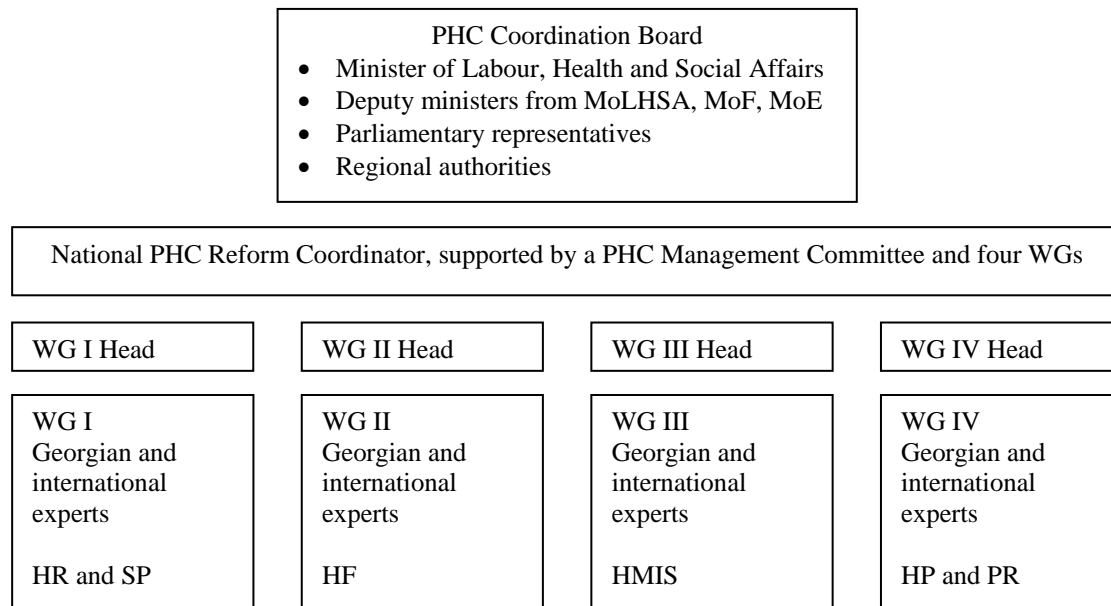 PHC Coordination Board
• Minister of Labour, Health and Social Affairs
• Deputy ministers from MoLHSA, MoF, MoE
• Parliamentary representatives
• Regional authorities
National PHC Reform Coordinator, supported by a PHC Management Committee and four WGs
WG I Head
WG II Head
WG III Head
WG IV Head
WG I
Georgian and
international
experts
HR and SP
WG II
Georgian and
international
experts
HF
WG III
Georgian and
international
experts
HMIS
WG IV
Georgian and
international
experts
HP and PR